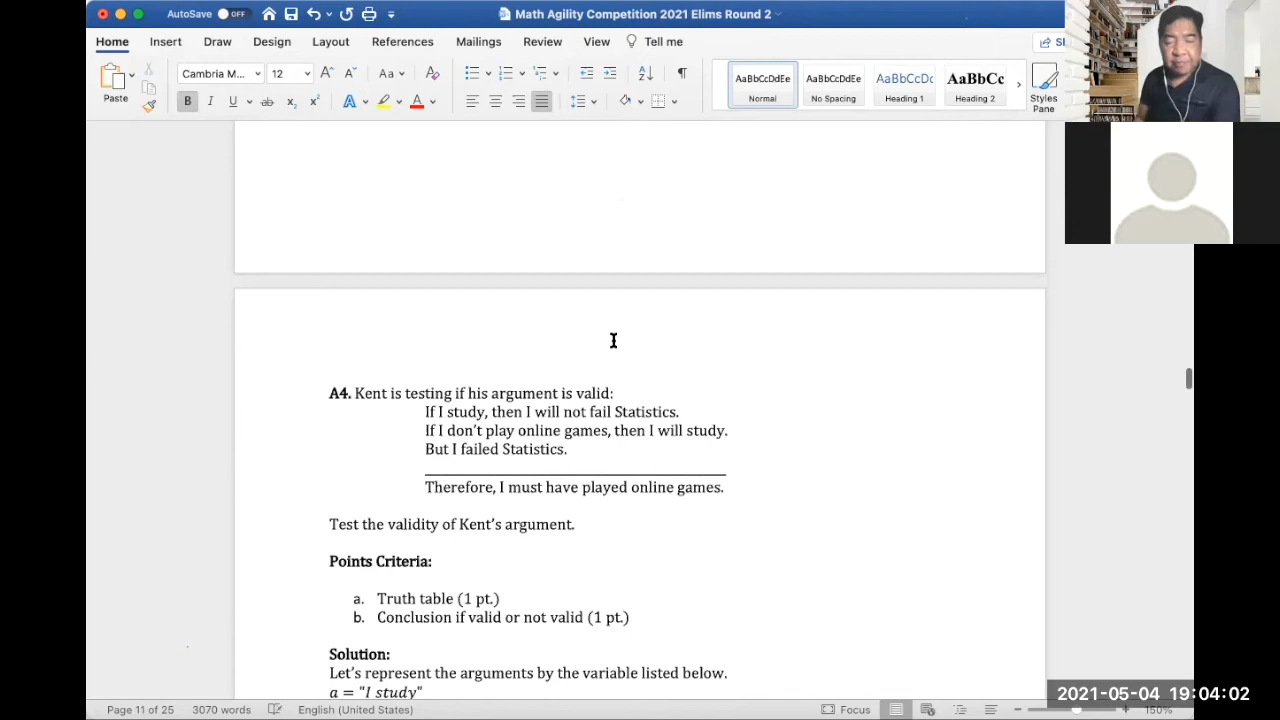 AutoSave OFF
Math Agility Competition 2021 Elims Round 2
Home Insert Draw Design Layout References Mailings Review View Tell me
Paste
Cambria M... 12
AaBbCcDdEe AaBbCcDdEe AaBbCcDc AaBbCc
Normal No Spacing Heading 1 Heading 2
Styles
Pane
A4. Kent is testing if his argument is valid:
If I study, then I will not fail Statistics.
If I don't play online games, then I will study.
But I failed Statistics.
Therefore, I must have played online games.
Test the validity of Kent's argument.
Points Criteria:
a. Truth table (1 pt.)
b. Conclusion if valid or not valid (1 pt.)
Solution:
Let's represent the arguments by the variable listed below.
a = "I study"
Page 11 of 25 3070 words English (United States) Focus 150%
2021-05-04 19:04:02